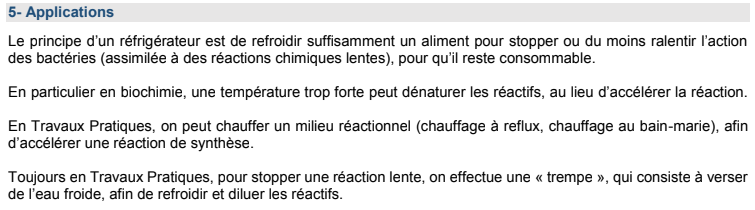 5- Applications
Le principe d'un réfrigérateur est de refroidir suffisamment un aliment pour stopper ou du moins ralentir l'action
des bactéries (assimilée à des réactions chimiques lentes), pour qu'il reste consommable.
En particulier en biochimie, une température trop forte peut dénaturer les réactifs, au lieu d'accélérer la réaction.
En Travaux Pratiques, on peut chauffer un milieu réactionnel (chauffage à reflux, chauffage au bain-marie), afin
d'accélérer une réaction de synthèse.
Toujours en Travaux Pratiques, pour stopper une réaction lente, on effectue une « trempe », qui consiste à verser
de l'eau froide, afin de refroidir et diluer les réactifs.